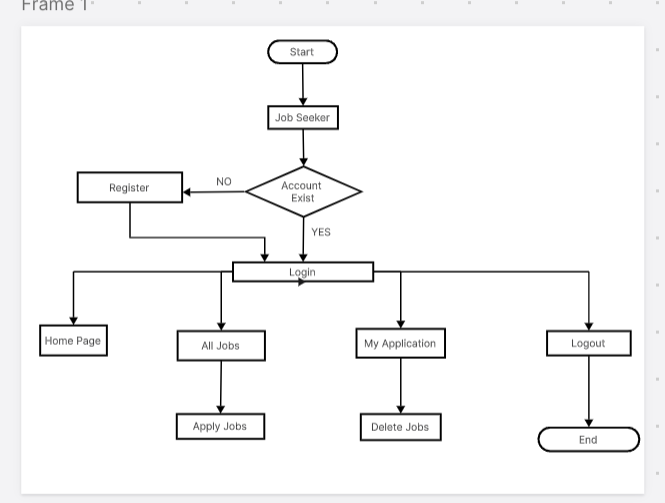 Frame 1
Start
Job Seeker
Account
Exist
NO
Register
YES
Login
Home Page
All Jobs
My Application
Logout
Apply Jobs
Delete Jobs
End